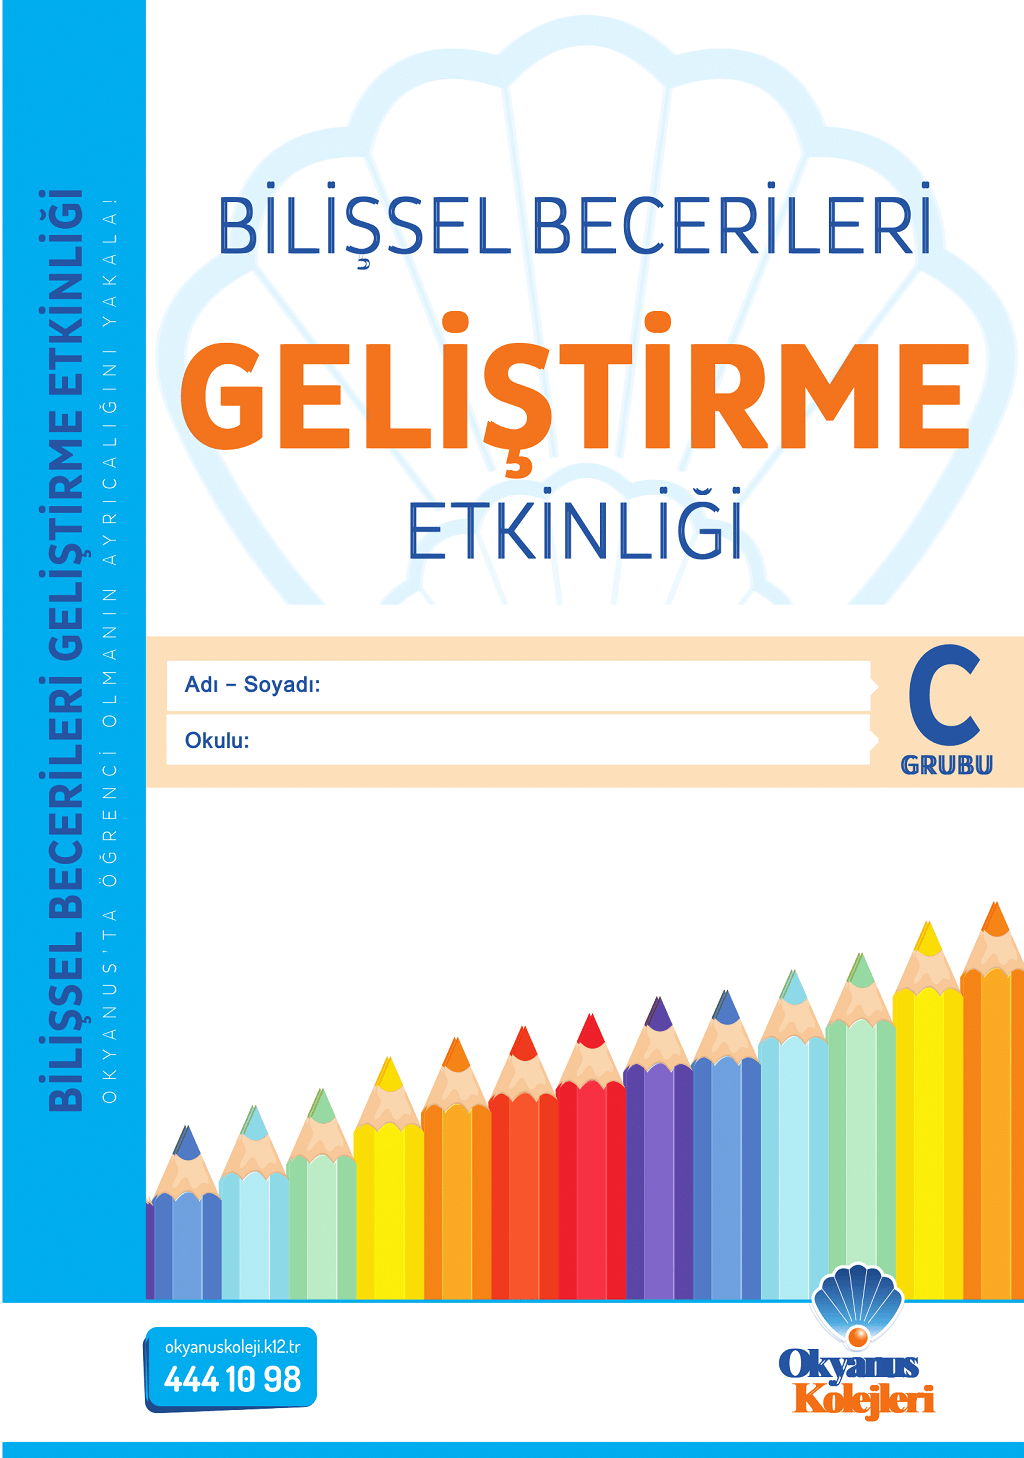 BİLİŞSEL BECERİLERİ
GELİŞTİRME
ETKİNLİĞİ
BİLİŞSEL BECERİLERİ GELİŞTİRME ETKİNLİĞİ
OKYANUS'TA ÖĞRENCİ OLMANIN AYRICALIĞINI YAKALA!
Adı – Soyadı:
Okulu:
C
GRUBU
okyanuskoleji.k12.tr
444 10 98
Okyanus
Kolejleri